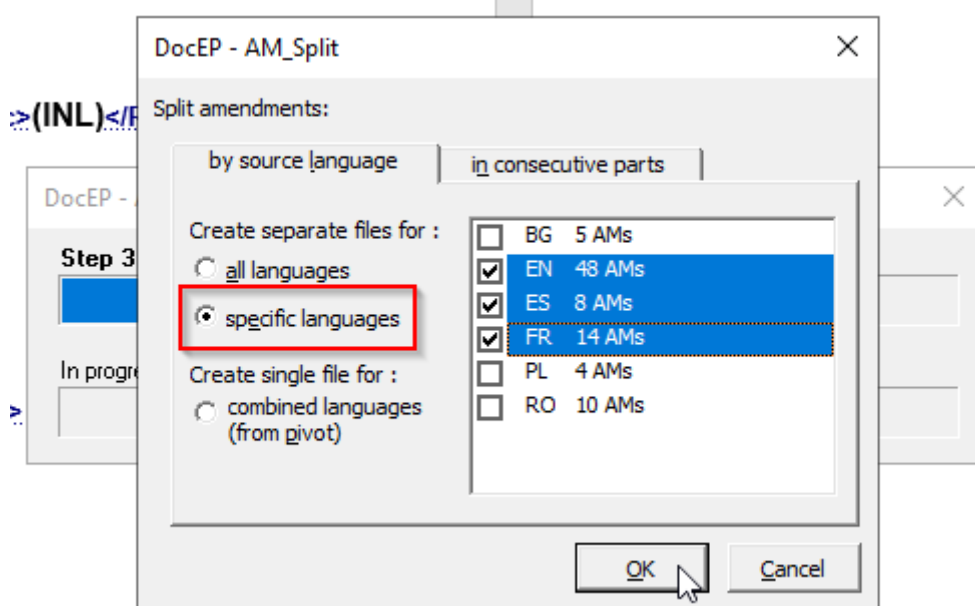 DocEP - AM_Split
(INL)</
Split amendments:
by source language
in consecutive parts
DocEP -
Create separate files for :
all languages
specific languages
Create single file for :
combined languages
(from pivot)
BG 5 AMs
EN 48 AMs
ES 8 AMs
FR 14 AMs
PL 4 AMs
RO 10 AMs
Step 3
In progre
OK
Cancel